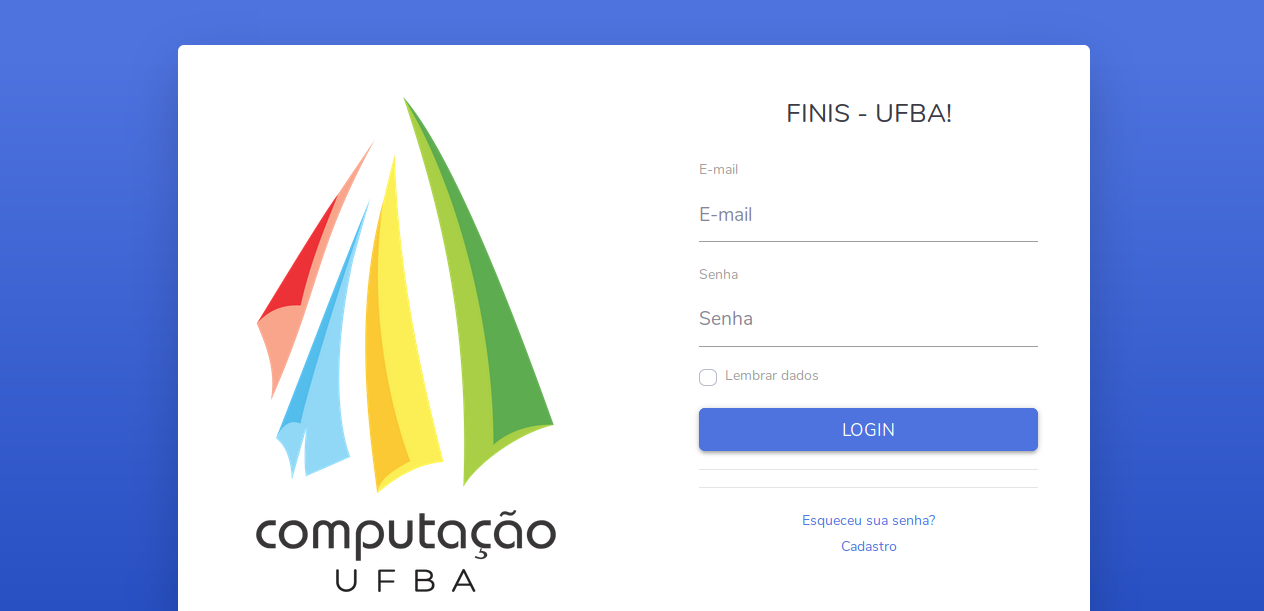 computação
UFBA
FINIS - UFBA!
E-mail
E-mail
Senha
Senha
Lembrar dados
LOGIN
Esqueceu sua senha?
Cadastro